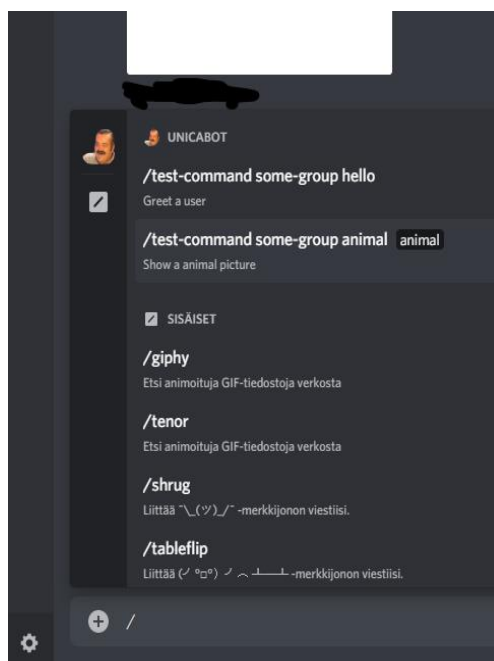 UNICABOT
/test-command some-group hello
Greet a user
/test-command some-group animal animal
Show a animal picture
SISÄISET
/giphy
Etsi animoituja GIF-tiedostoja verkosta
/tenor
Etsi animoituja GIF-tiedostoja verkosta
/shrug
Liittää ¯\_(ツ)_/¯ -merkkijonon viestiisi.
/tableflip
Liittää (╯°□°)╯︵ ┻━┻ -merkkijonon viestiisi.
/